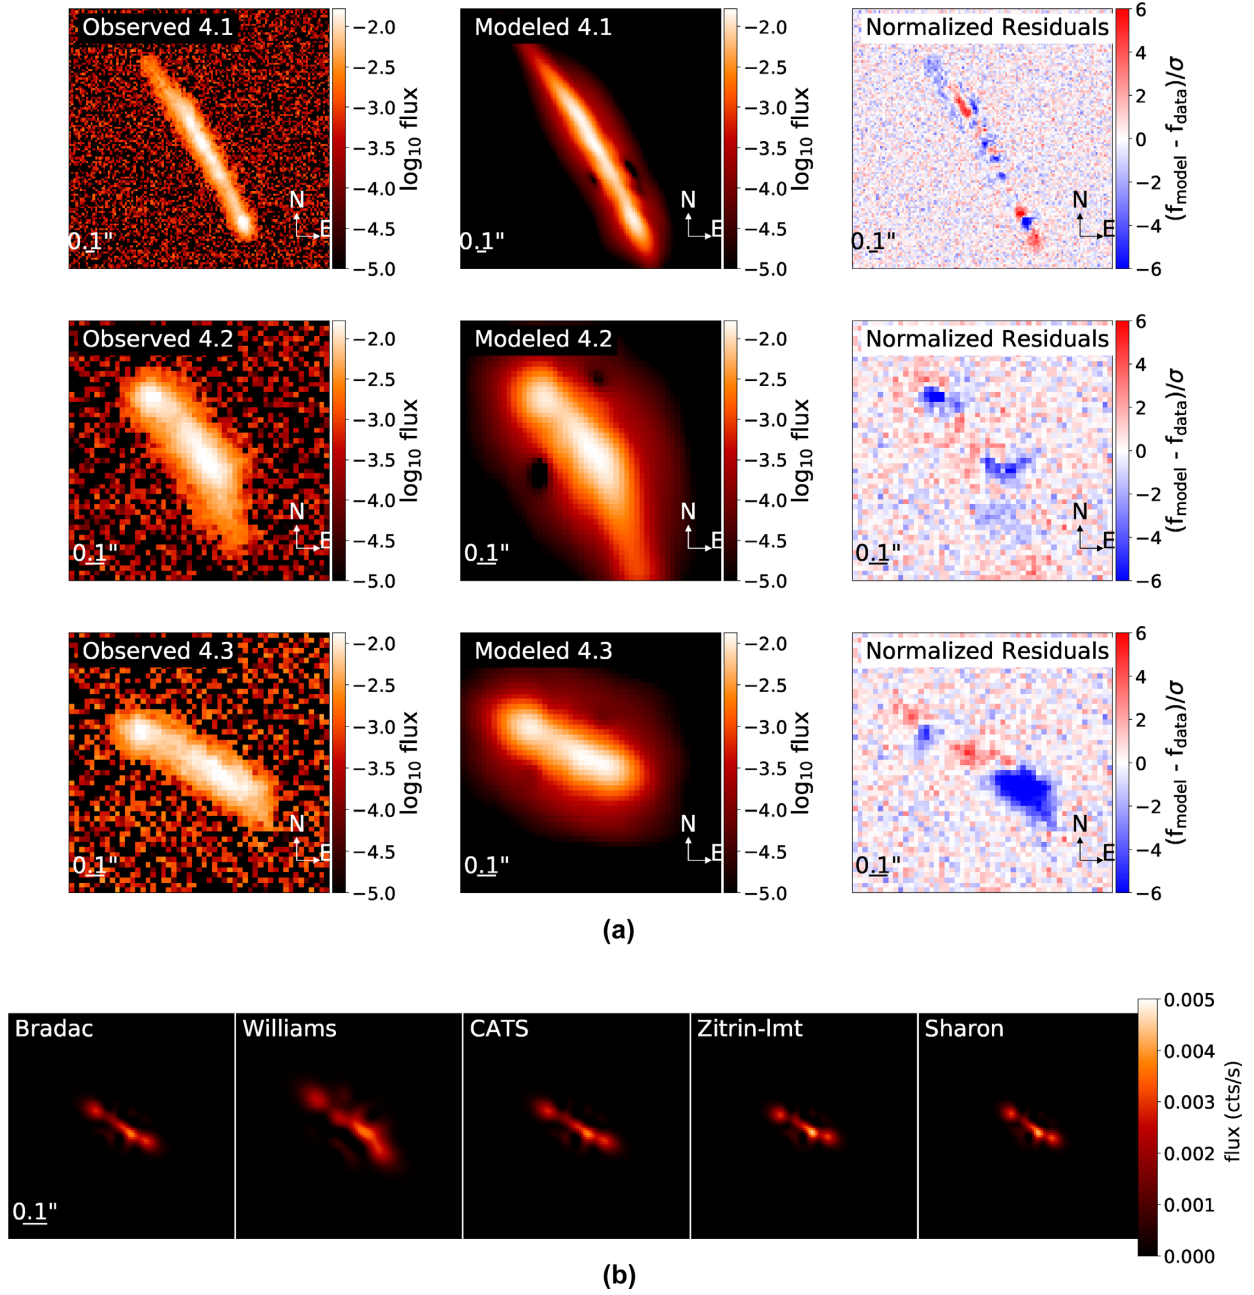 Observed 4.1
N
E
0.1"
−2.0
−2.5
−3.0
−3.5
−4.0
−4.5
−5.0
log10 flux
Modeled 4.1
N
E
0.1"
−2.0
−2.5
−3.0
−3.5
−4.0
−4.5
−5.0
log10 flux
Normalized Residuals
N
E
0.1"
6
4
2
0
−2
−4
−6
(fmodel - fdata)/σ
Observed 4.2
N
E
0.1"
−2.0
−2.5
−3.0
−3.5
−4.0
−4.5
−5.0
log10 flux
Modeled 4.2
N
E
0.1"
−2.0
−2.5
−3.0
−3.5
−4.0
−4.5
−5.0
log10 flux
Normalized Residuals
N
E
0.1"
6
4
2
0
−2
−4
−6
(fmodel - fdata)/σ
Observed 4.3
N
E
0.1"
−2.0
−2.5
−3.0
−3.5
−4.0
−4.5
−5.0
log10 flux
Modeled 4.3
N
E
0.1"
−2.0
−2.5
−3.0
−3.5
−4.0
−4.5
−5.0
log10 flux
Normalized Residuals
N
E
0.1"
6
4
2
0
−2
−4
−6
(fmodel - fdata)/σ
(a)
Bradac
0.1"
Williams
CATS
Zitrin-lmt
Sharon
0.005
0.004
0.003
0.002
0.001
0.000
flux (cts/s)
(b)